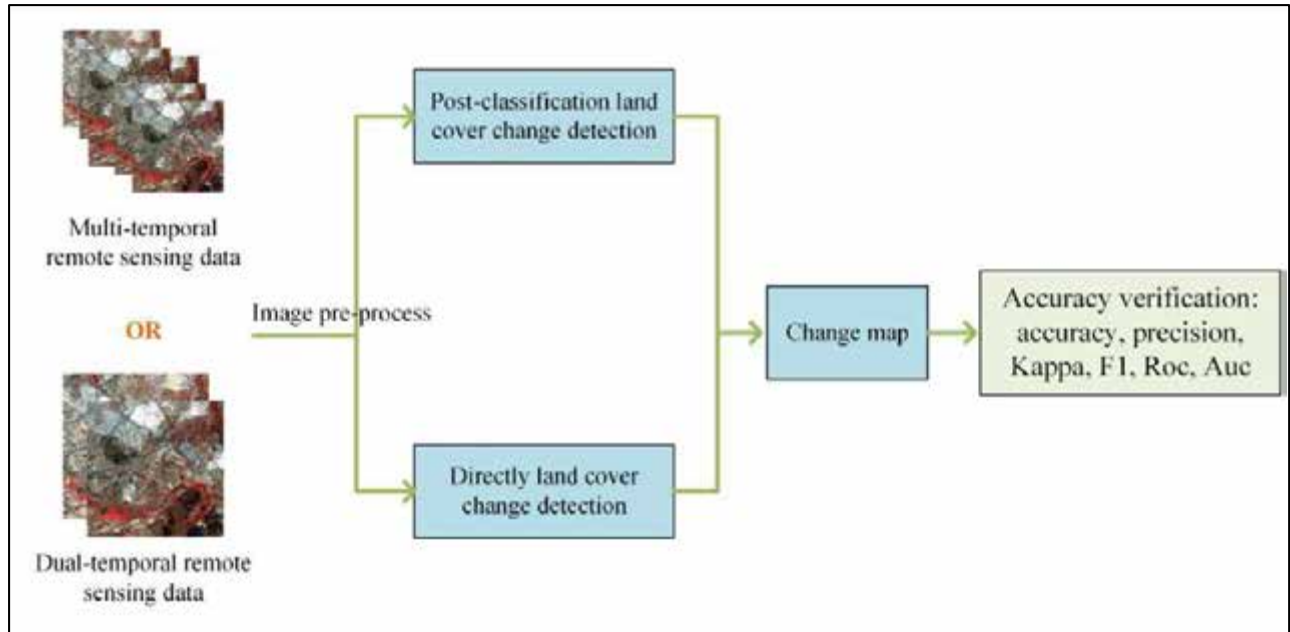 Multi-temporal
remote sensing data
OR
Dual-temporal remote
sensing data
Image pre-process
Post-classification land
cover change detection
Directly land cover
change detection
Change map
Accuracy verification:
accuracy, precision,
Kappa, F1, Roc, Auc